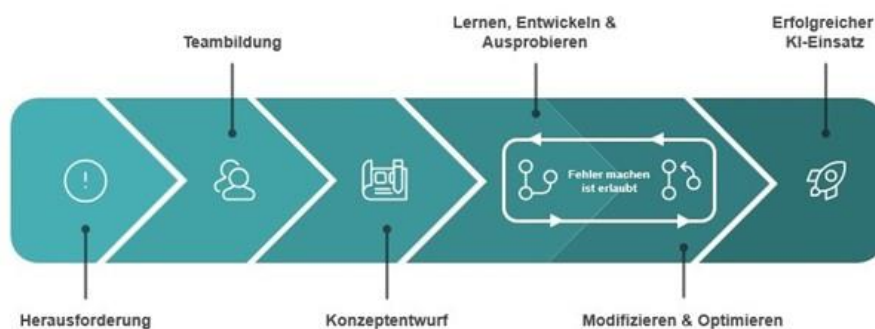 Teambildung
Lernen, Entwickeln &
Ausprobieren
Erfolgreicher
KI-Einsatz
!
Fehler machen
ist erlaubt
Herausforderung
Konzeptentwurf
Modifizieren & Optimieren